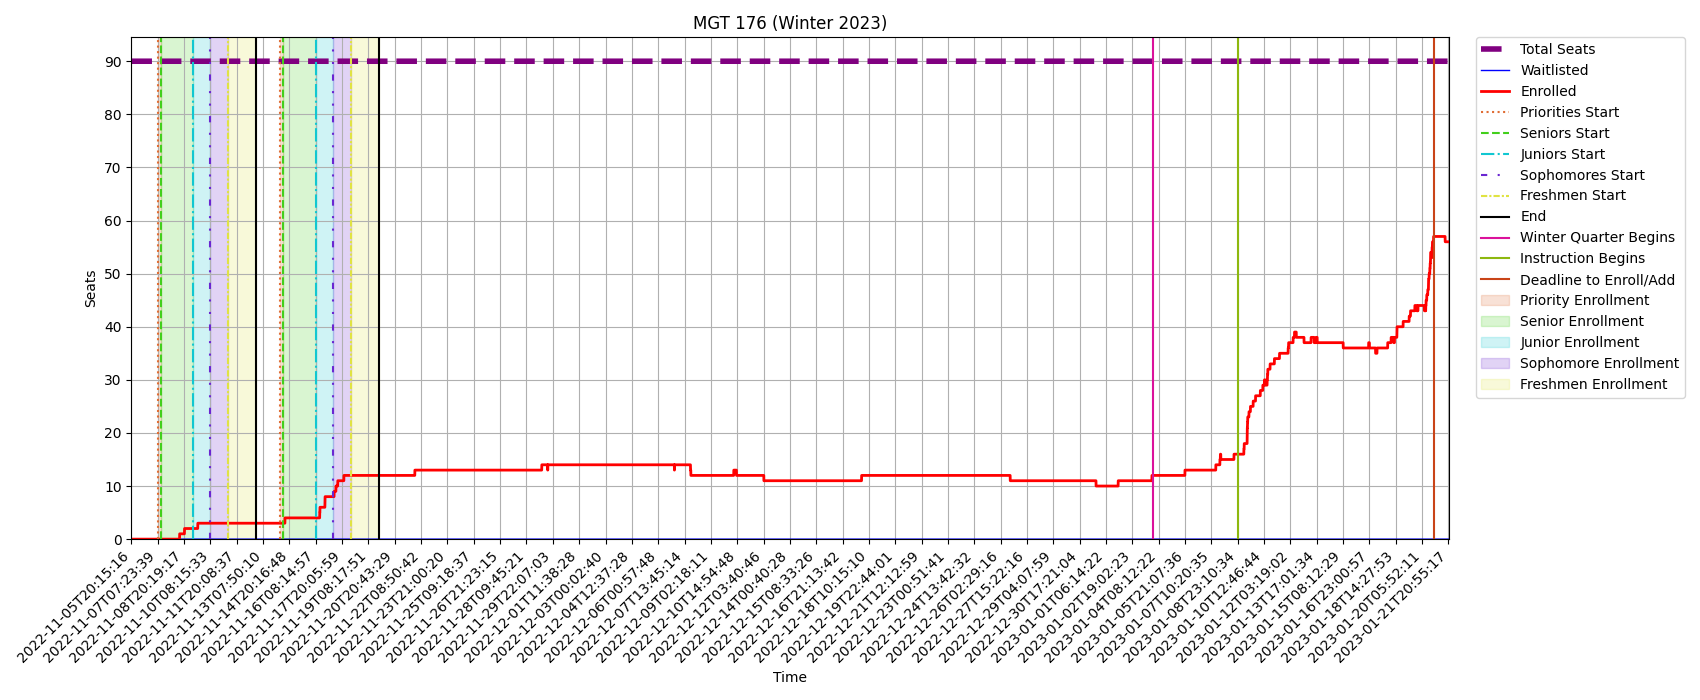 MGT 176 (Winter 2023)
Seats
90
80
70
60
50
40
30
20
10
0
2022-11-05T20:15:16
2022-11-07T07:23:39
2022-11-08T20:19:17
2022-11-10T08:15:33
2022-11-11T20:08:37
2022-11-13T07:50:10
2022-11-14T20:16:48
2022-11-16T08:14:57
2022-11-17T20:05:59
2022-11-19T08:17:51
2022-11-20T20:43:29
2022-11-22T08:50:42
2022-11-23T21:00:20
2022-11-25T09:18:37
2022-11-26T21:23:15
2022-11-28T09:45:21
2022-11-29T22:07:03
2022-12-01T11:38:28
2022-12-03T00:02:40
2022-12-04T12:37:28
2022-12-06T00:57:48
2022-12-07T13:45:14
2022-12-09T02:18:11
2022-12-10T14:54:48
2022-12-12T03:40:46
2022-12-14T00:40:28
2022-12-15T08:33:26
2022-12-16T21:13:42
2022-12-18T10:15:10
2022-12-19T22:44:01
2022-12-21T12:12:59
2022-12-23T00:51:41
2022-12-24T13:42:32
2022-12-26T02:29:16
2022-12-27T15:22:16
2022-12-29T04:07:59
2022-12-30T17:21:04
2023-01-01T06:14:22
2023-01-02T19:02:23
2023-01-04T08:12:22
2023-01-05T21:07:36
2023-01-07T10:20:35
2023-01-08T23:10:34
2023-01-10T12:46:44
2023-01-12T03:19:02
2023-01-13T17:01:34
2023-01-15T08:12:29
2023-01-16T23:00:57
2023-01-18T14:27:53
2023-01-20T05:52:11
2023-01-21T20:55:17
Time
Total Seats
Waitlisted
Enrolled
Priorities Start
Seniors Start
Juniors Start
Sophomores Start
Freshmen Start
End
Winter Quarter Begins
Instruction Begins
Deadline to Enroll/Add
Priority Enrollment
Senior Enrollment
Junior Enrollment
Sophomore Enrollment
Freshmen Enrollment